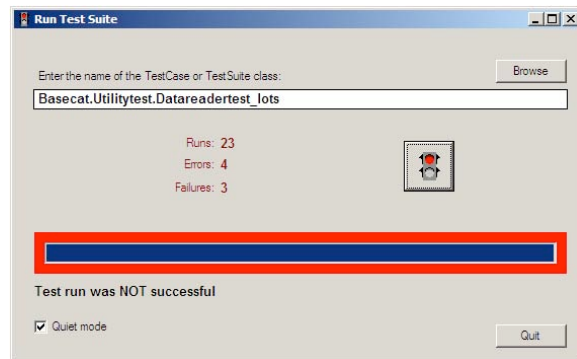 Run Test Suite
Enter the name of the TestCase or TestSuite class:
Browse
Basecat.Utilitytest.Datareadertest_lots
Runs: 23
Errors: 4
Failures: 3
Test run was NOT successful
Quiet mode
Quit